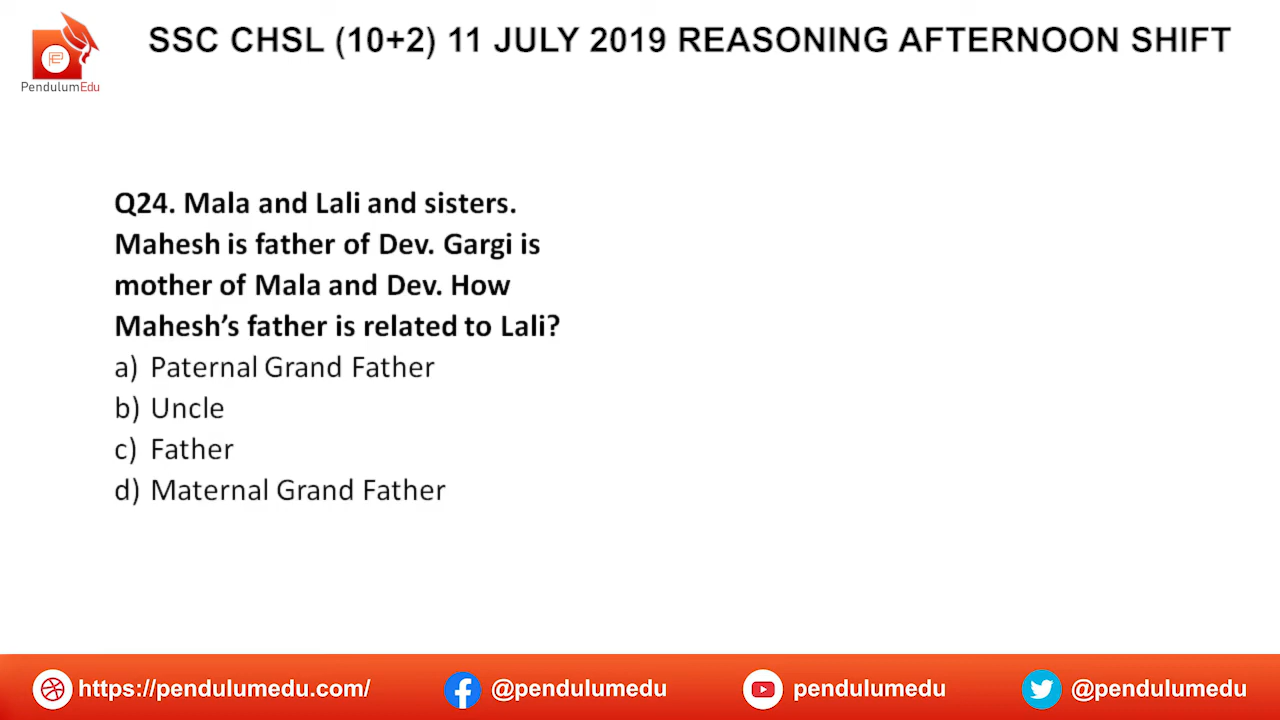 SSC CHSL (10+2) 11 JULY 2019 REASONING AFTERNOON SHIFT
PendulumEdu
Q24. Mala and Lali and sisters.
Mahesh is father of Dev. Gargi is
mother of Mala and Dev. How
Mahesh’s father is related to Lali?
a) Paternal Grand Father
b) Uncle
c) Father
d) Maternal Grand Father
https://pendulumedu.com/
@pendulumedu
pendulumedu
@pendulumedu